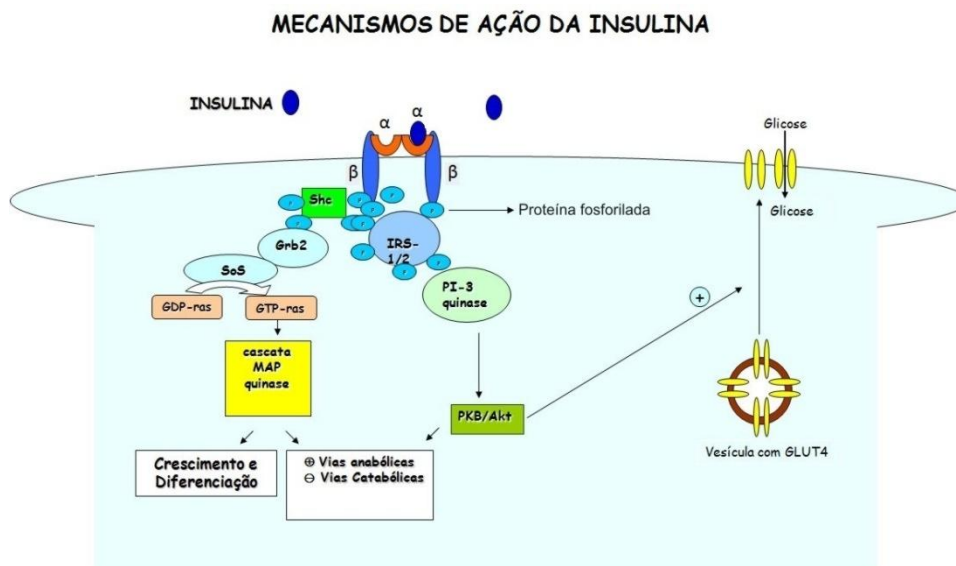 MECANISMOS DE AÇÃO DA INSULINA
INSULINA
α
α
β
β
Glicose
Glicose
Shc
Proteína fosforilada
Grb2
IRS-
1/2
SoS
PI-3
quinase
GDP-ras
GTP-ras
+
cascata
MAP
quinase
PKB/Akt
Vesícula com GLUT4
Crescimento e
Diferenciação
⊕ Vias anabólicas
⊖ Vias Catabólicas